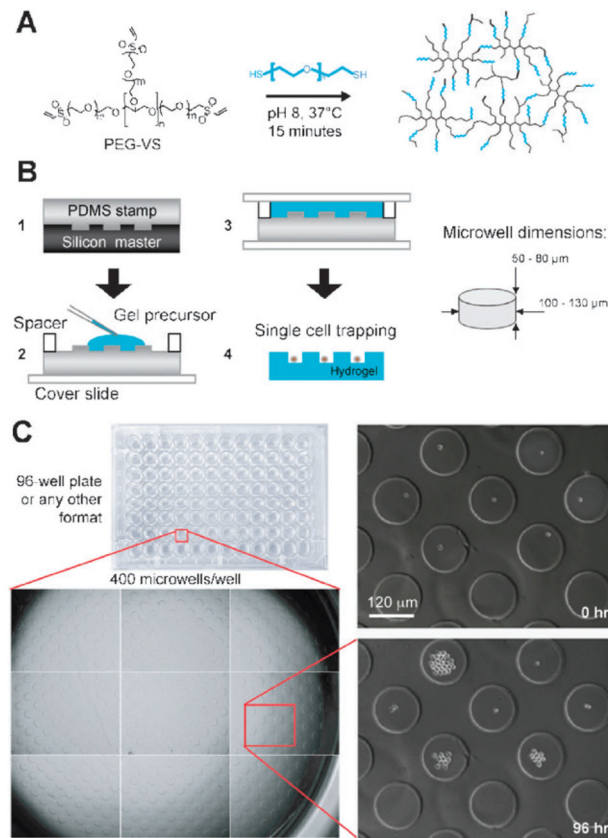 A
O
S
O
O
m
HS
O
n
SH
O
S
O
O
n
O
O
n
O
m
O
S
O
PEG-VS
pH 8, 37°C
15 minutes
B
1
PDMS stamp
Silicon master
3
Microwell dimensions:
50 - 80 µm
100 - 130 µm
Spacer
Gel precursor
2
Cover slide
Single cell trapping
4
Hydrogel
C
96-well plate
or any other
format
400 microwells/well
120 µm
0 hr
96 hr